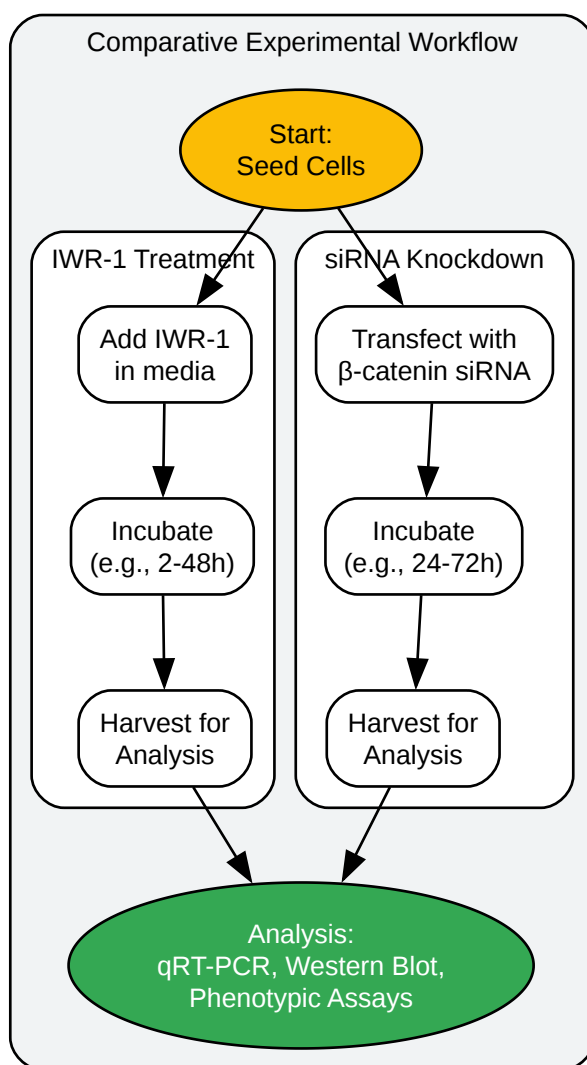 Comparative Experimental Workflow
Start:
Seed Cells
IWR-1 Treatment
Add IWR-1
in media
Incubate
(e.g., 2-48h)
Harvest for
Analysis
siRNA Knockdown
Transfect with
β-catenin siRNA
Incubate
(e.g., 24-72h)
Harvest for
Analysis
Analysis:
qRT-PCR, Western Blot,
Phenotypic Assays